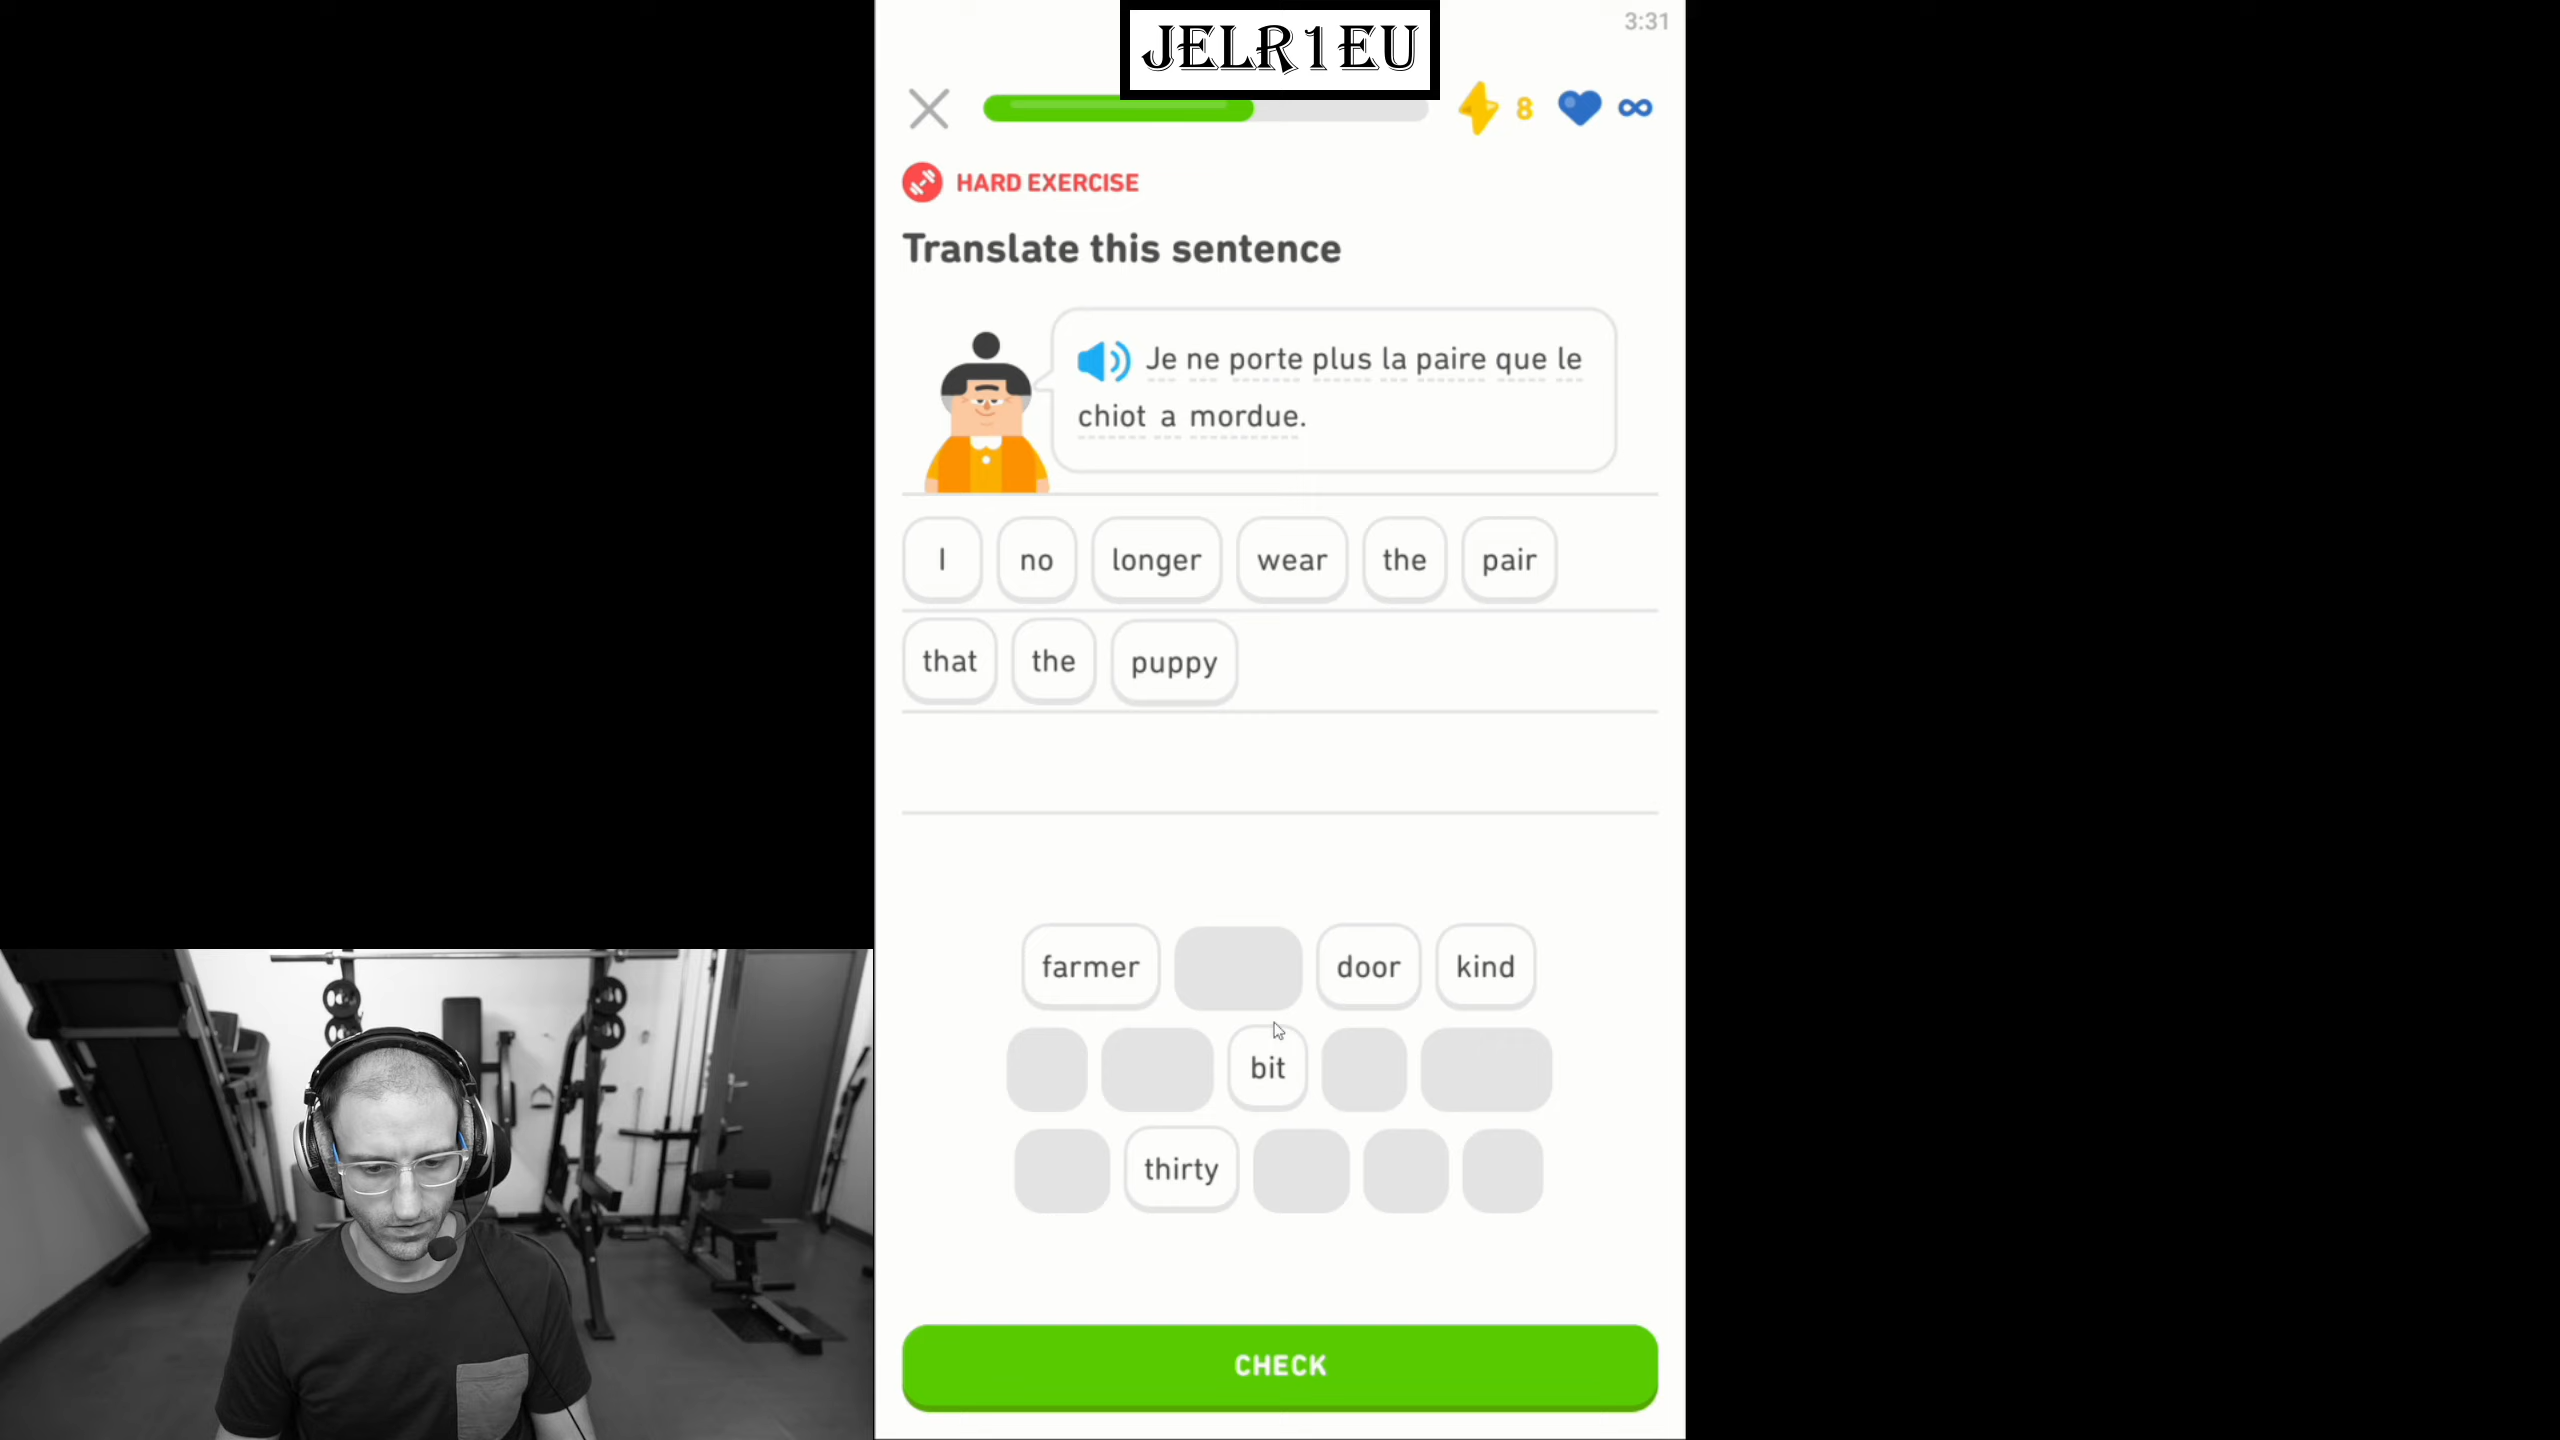 JELR1EU
3:31
8
HARD EXERCISE
Translate this sentence
Je ne porte plus la paire que le
chiot a mordue.
I no longer wear the pair
that the puppy
farmer door kind
bit
thirty
CHECK